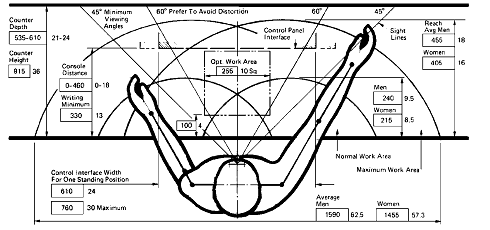 Counter
Depth
535-610 21-24
Counter
Height
915 36
45° Minimum
Viewing
Angles
60° Prefer To Avoid Distortion
60°
45°
Control Panel
Interface
Sight
Lines
Reach
Avg Men
455 18
Women
405 16
Console
Distance
0-460 0-18
Writing
Minimum
330 13
Opt. Work Area
255 10 Sq
100 4
Men
240 9.5
Women
215 8.5
Normal Work Area
Maximum Work Area
Control Interface Width
For One Standing Position
610 24
760 30 Maximum
Average
Men
1590 62.5
Women
1455 57.3